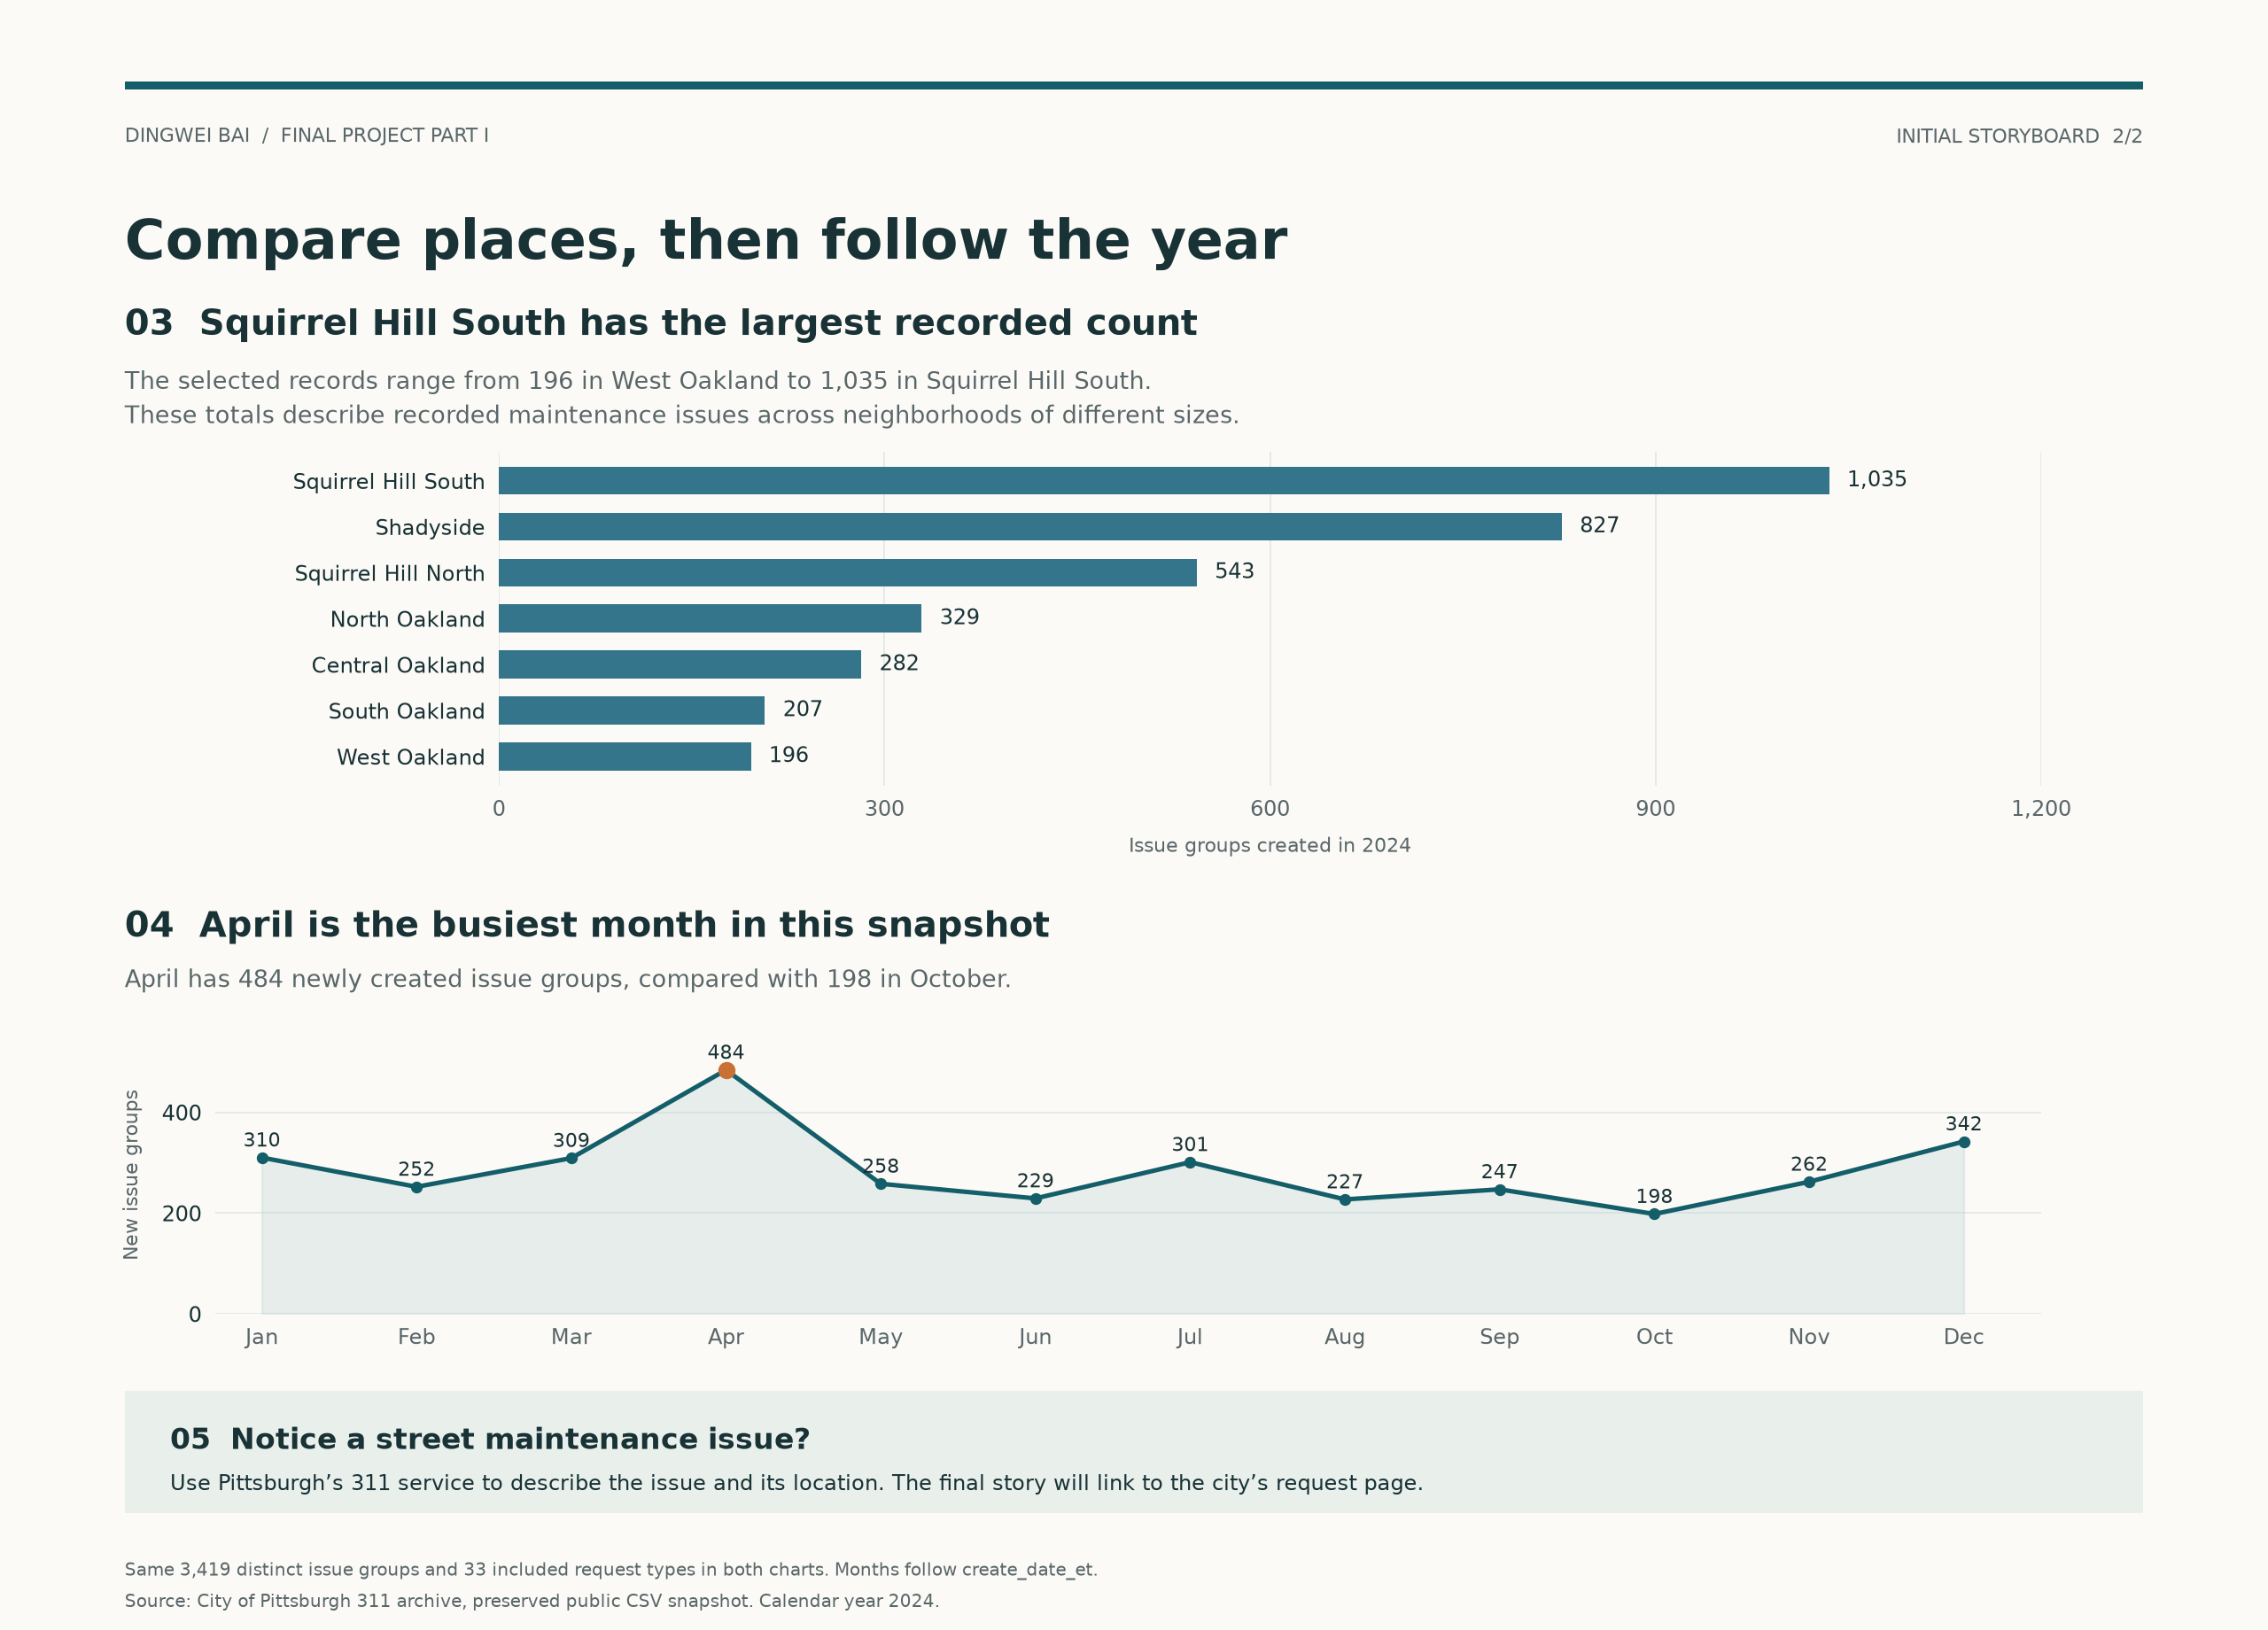 DINGWEI BAI / FINAL PROJECT PART I
INITIAL STORYBOARD 2/2
Compare places, then follow the year
03 Squirrel Hill South has the largest recorded count
The selected records range from 196 in West Oakland to 1,035 in Squirrel Hill South.
These totals describe recorded maintenance issues across neighborhoods of different sizes.
Squirrel Hill South 1,035
Shadyside 827
Squirrel Hill North 543
North Oakland 329
Central Oakland 282
South Oakland 207
West Oakland 196
0 300 600 900 1,200
Issue groups created in 2024
04 April is the busiest month in this snapshot
April has 484 newly created issue groups, compared with 198 in October.
New issue groups
400
200
0
310 252 309 484 258 229 301 227 247 198 262 342
Jan Feb Mar Apr May Jun Jul Aug Sep Oct Nov Dec
05 Notice a street maintenance issue?
Use Pittsburgh’s 311 service to describe the issue and its location. The final story will link to the city’s request page.
Same 3,419 distinct issue groups and 33 included request types in both charts. Months follow create_date_et.
Source: City of Pittsburgh 311 archive, preserved public CSV snapshot. Calendar year 2024.